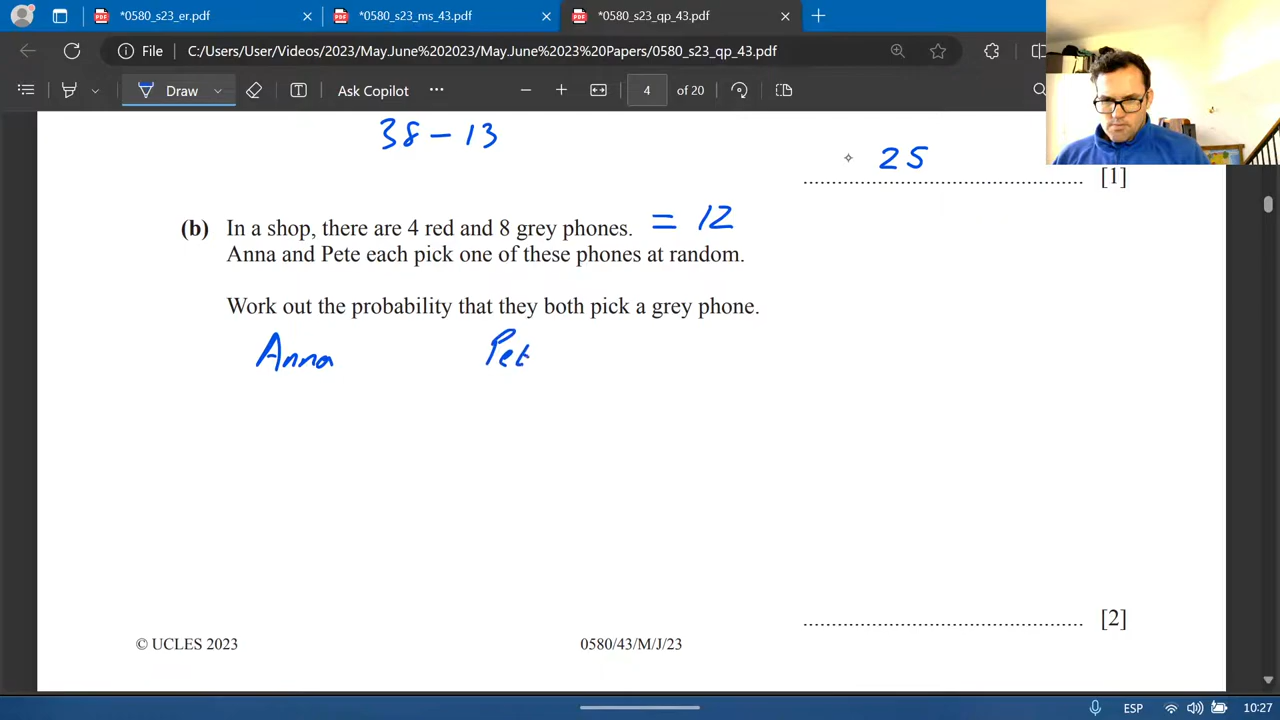 *0580_s23_er.pdf
*0580_s23_ms_43.pdf
*0580_s23_qp_43.pdf
File
C:/Users/User/Videos/2023/May.June%202023/May.June%2023%20Papers/0580_s23_qp_43.pdf
Draw
Ask Copilot
4 of 20
38 - 13
25
[1]
(b) In a shop, there are 4 red and 8 grey phones. = 12
Anna and Pete each pick one of these phones at random.
Work out the probability that they both pick a grey phone.
Anna Pet
[2]
© UCLES 2023
0580/43/M/J/23
ESP
10:27